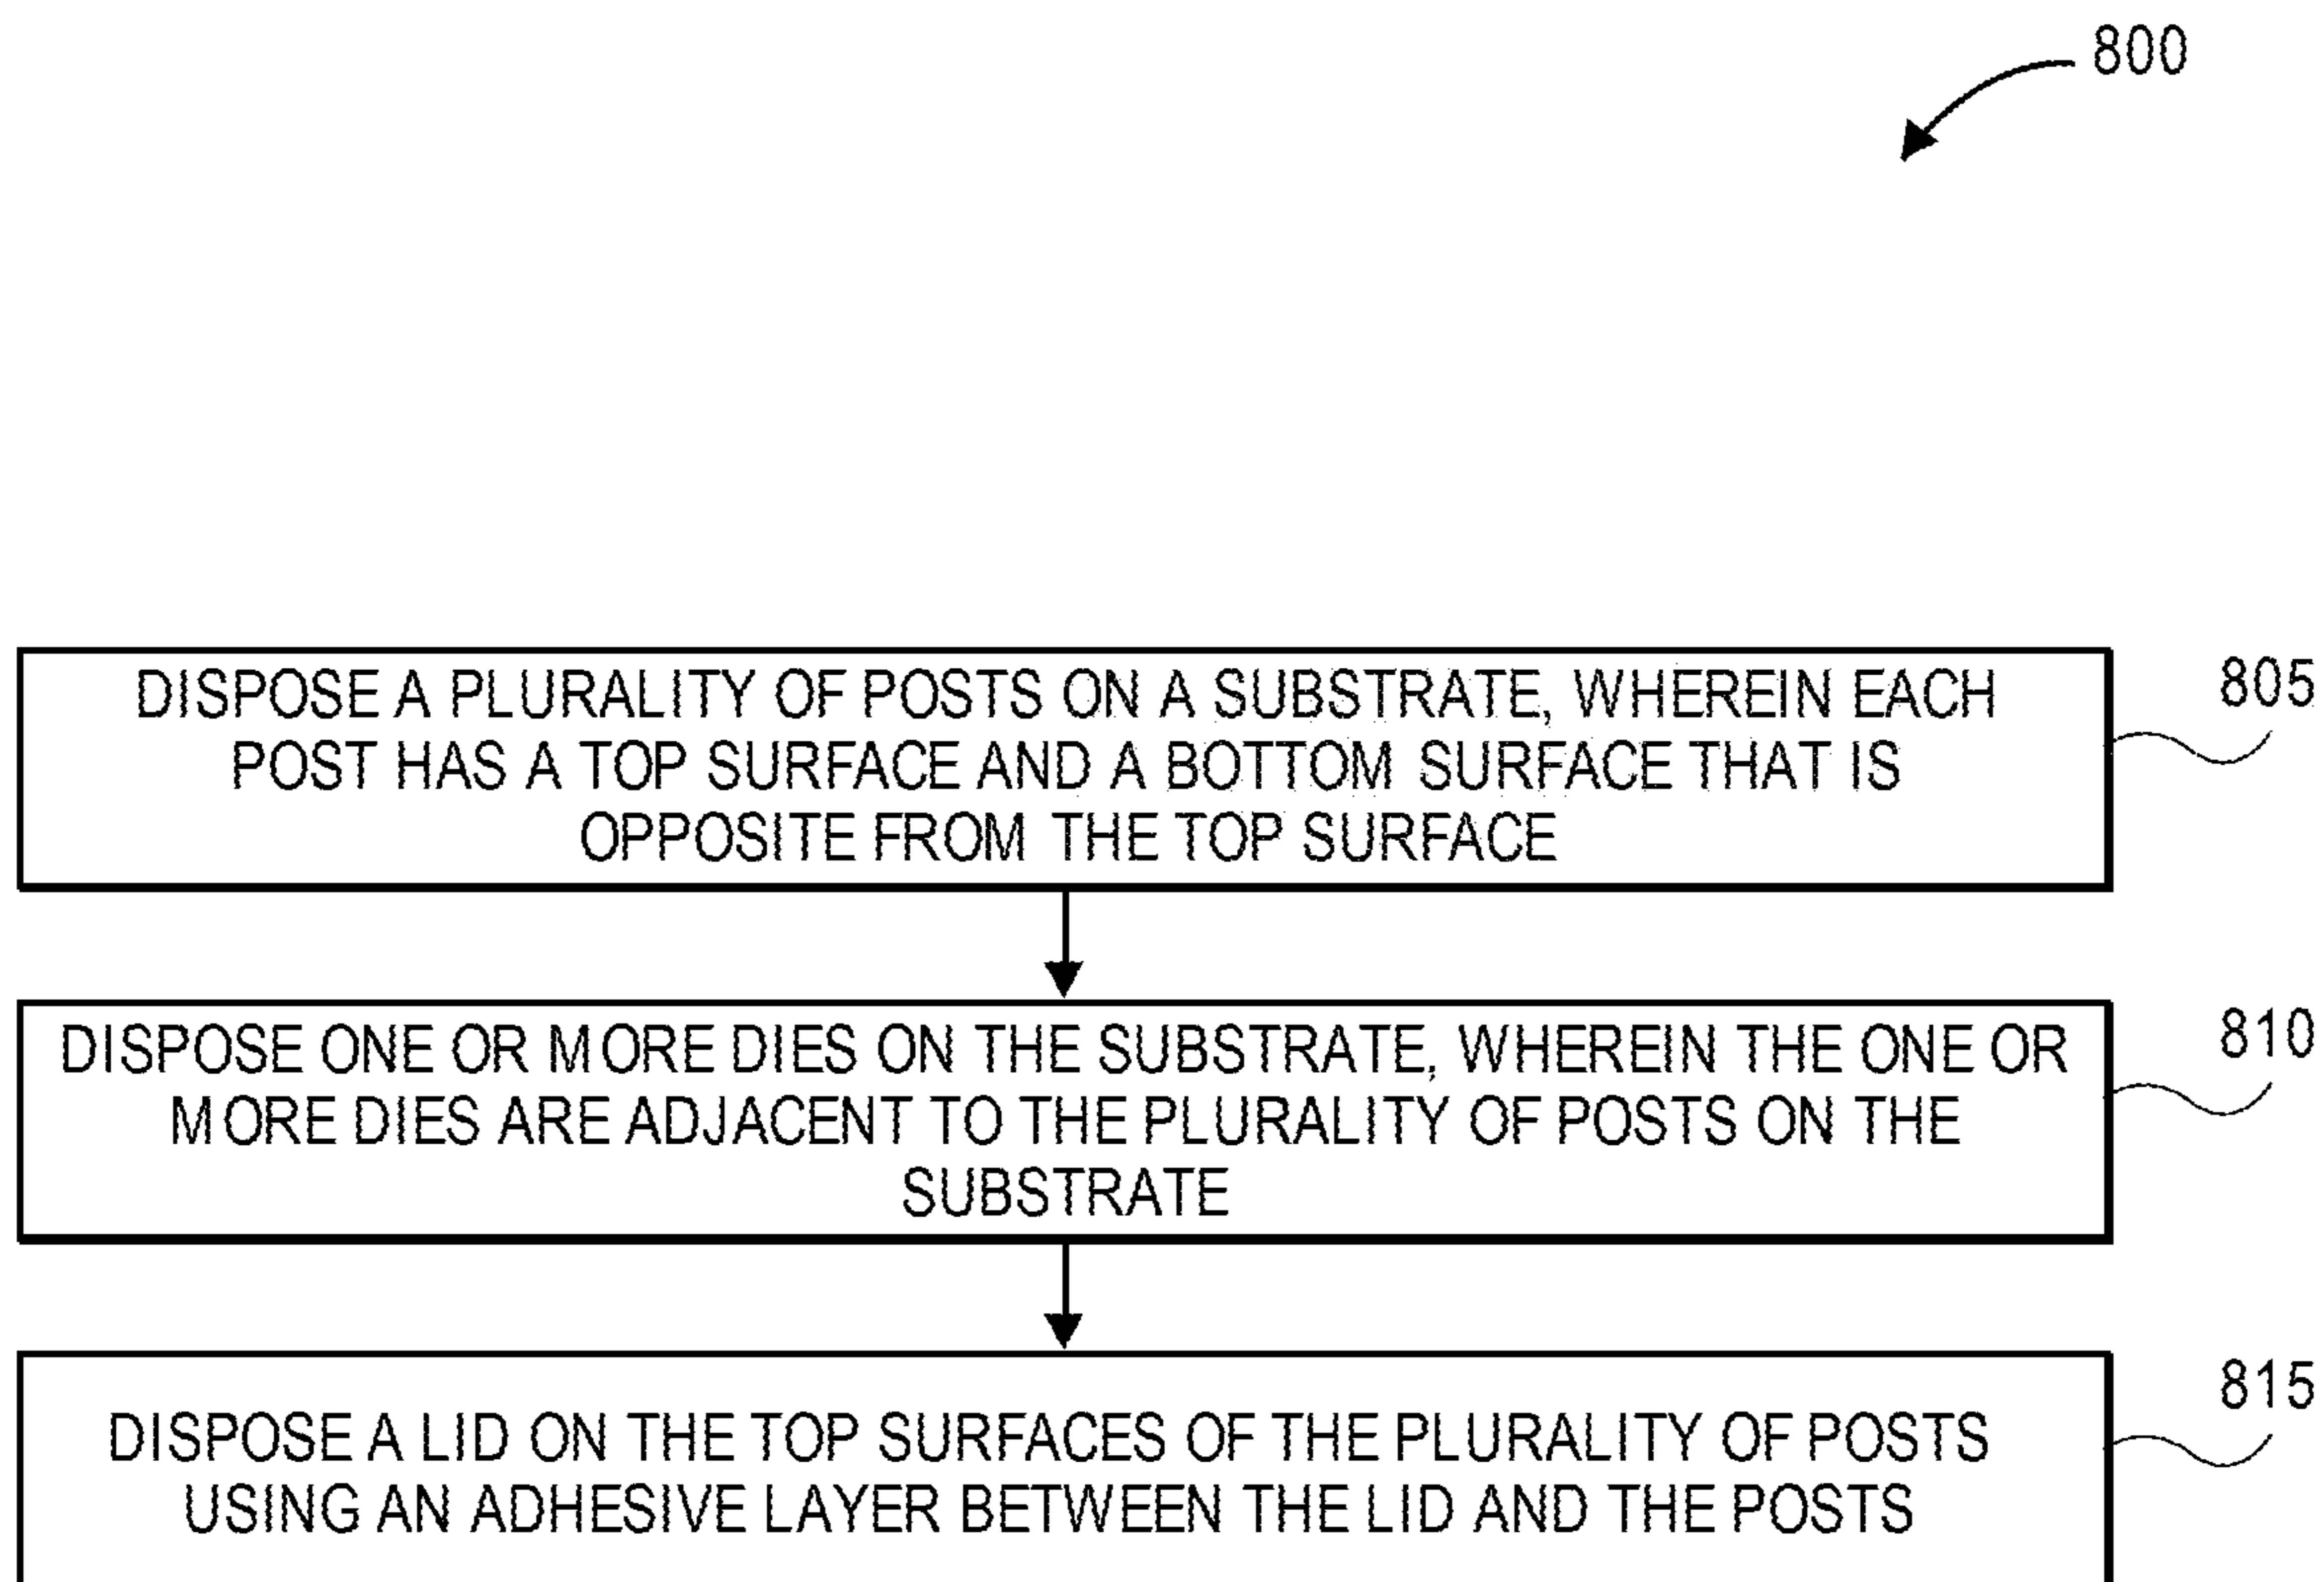 800
DISPOSE A PLURALITY OF POSTS ON A SUBSTRATE, WHEREIN EACH
POST HAS A TOP SURFACE AND A BOTTOM SURFACE THAT IS
OPPOSITE FROM THE TOP SURFACE
805
DISPOSE ONE OR MORE DIES ON THE SUBSTRATE, WHEREIN THE ONE OR
MORE DIES ARE ADJACENT TO THE PLURALITY OF POSTS ON THE
SUBSTRATE
810
DISPOSE A LID ON THE TOP SURFACES OF THE PLURALITY OF POSTS
USING AN ADHESIVE LAYER BETWEEN THE LID AND THE POSTS
815